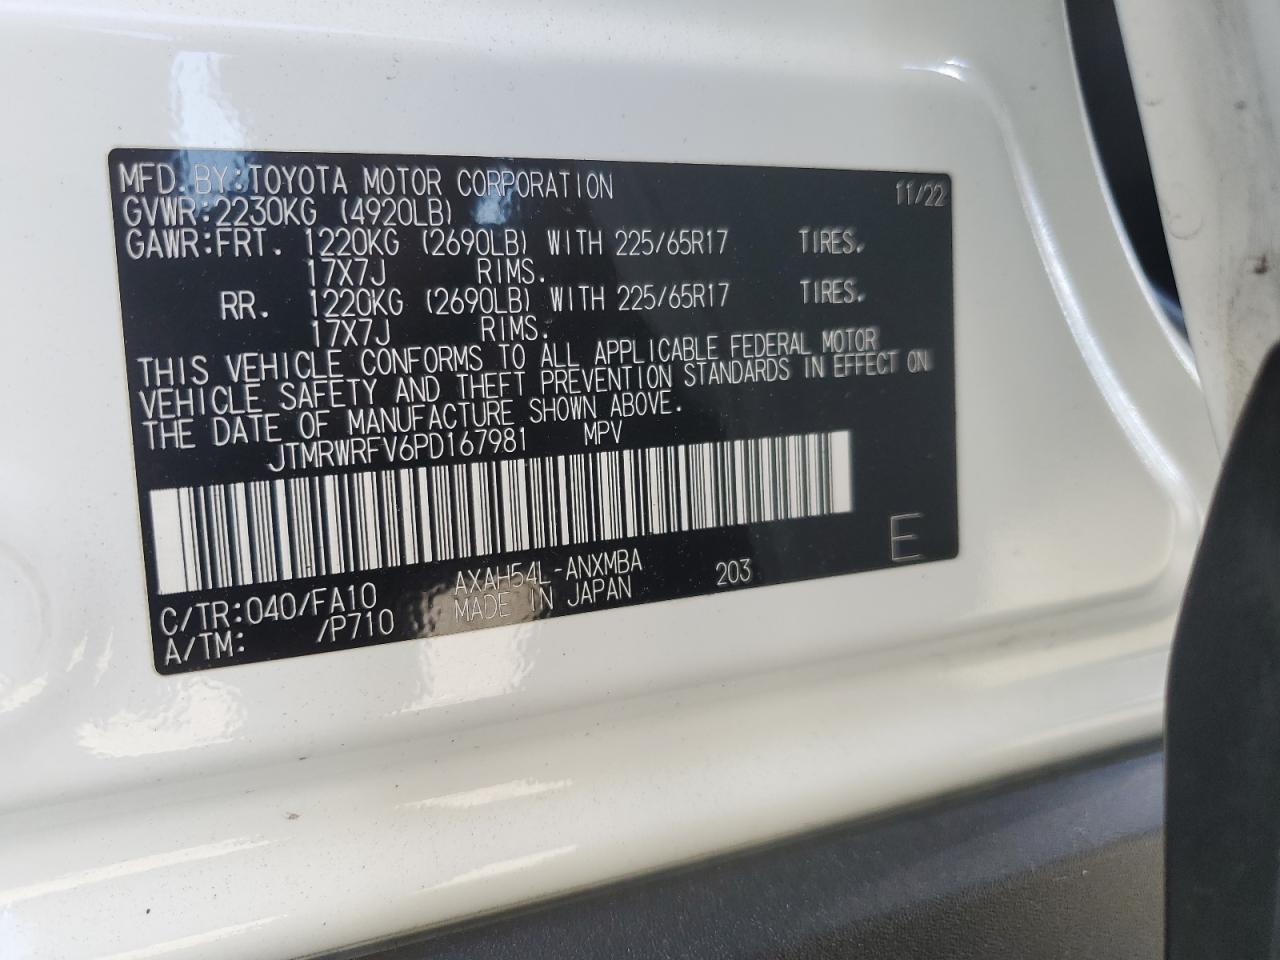 MFD. BY:TOYOTA MOTOR CORPORATION 11/22
GVWR:2230KG (4920LB)
GAWR:FRT. 1220KG (2690LB) WITH 225/65R17 TIRES.
17X7J RIMS.
RR. 1220KG (2690LB) WITH 225/65R17 TIRES.
17X7J RIMS.
THIS VEHICLE CONFORMS TO ALL APPLICABLE FEDERAL MOTOR
VEHICLE SAFETY AND THEFT PREVENTION STANDARDS IN EFFECT ON
THE DATE OF MANUFACTURE SHOWN ABOVE.
JTMRWRFV6PD167981 MPV
E
C/TR:040/FA10 AXAH54L-ANXMBA 203
A/TM: /P710 MADE IN JAPAN